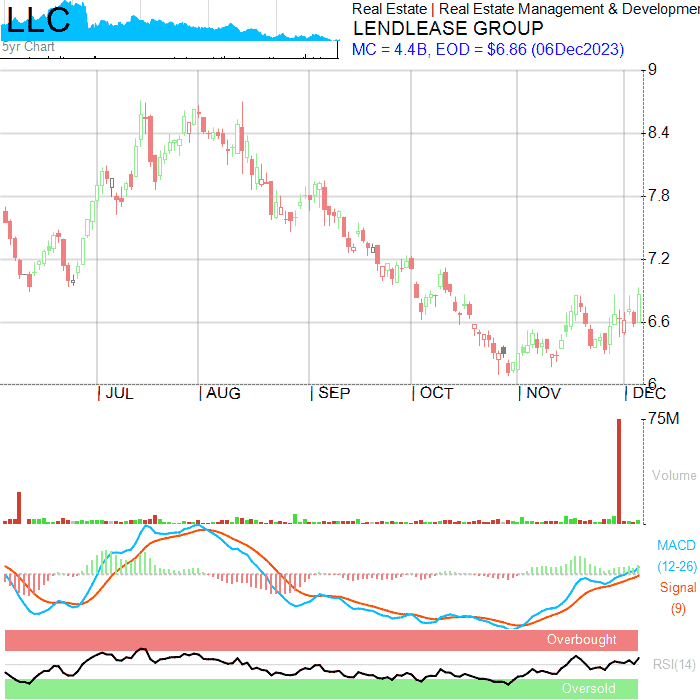 LLC
5yr Chart
Real Estate | Real Estate Management & Developmen
LENDLEASE GROUP
MC = 4.4B, EOD = $6.86 (06Dec2023)
9
8.4
7.8
7.2
6.6
6
JUL AUG SEP OCT NOV DEC
75M
Volume
MACD
(12-26)
Signal
(9)
Overbought
RSI(14)
Oversold